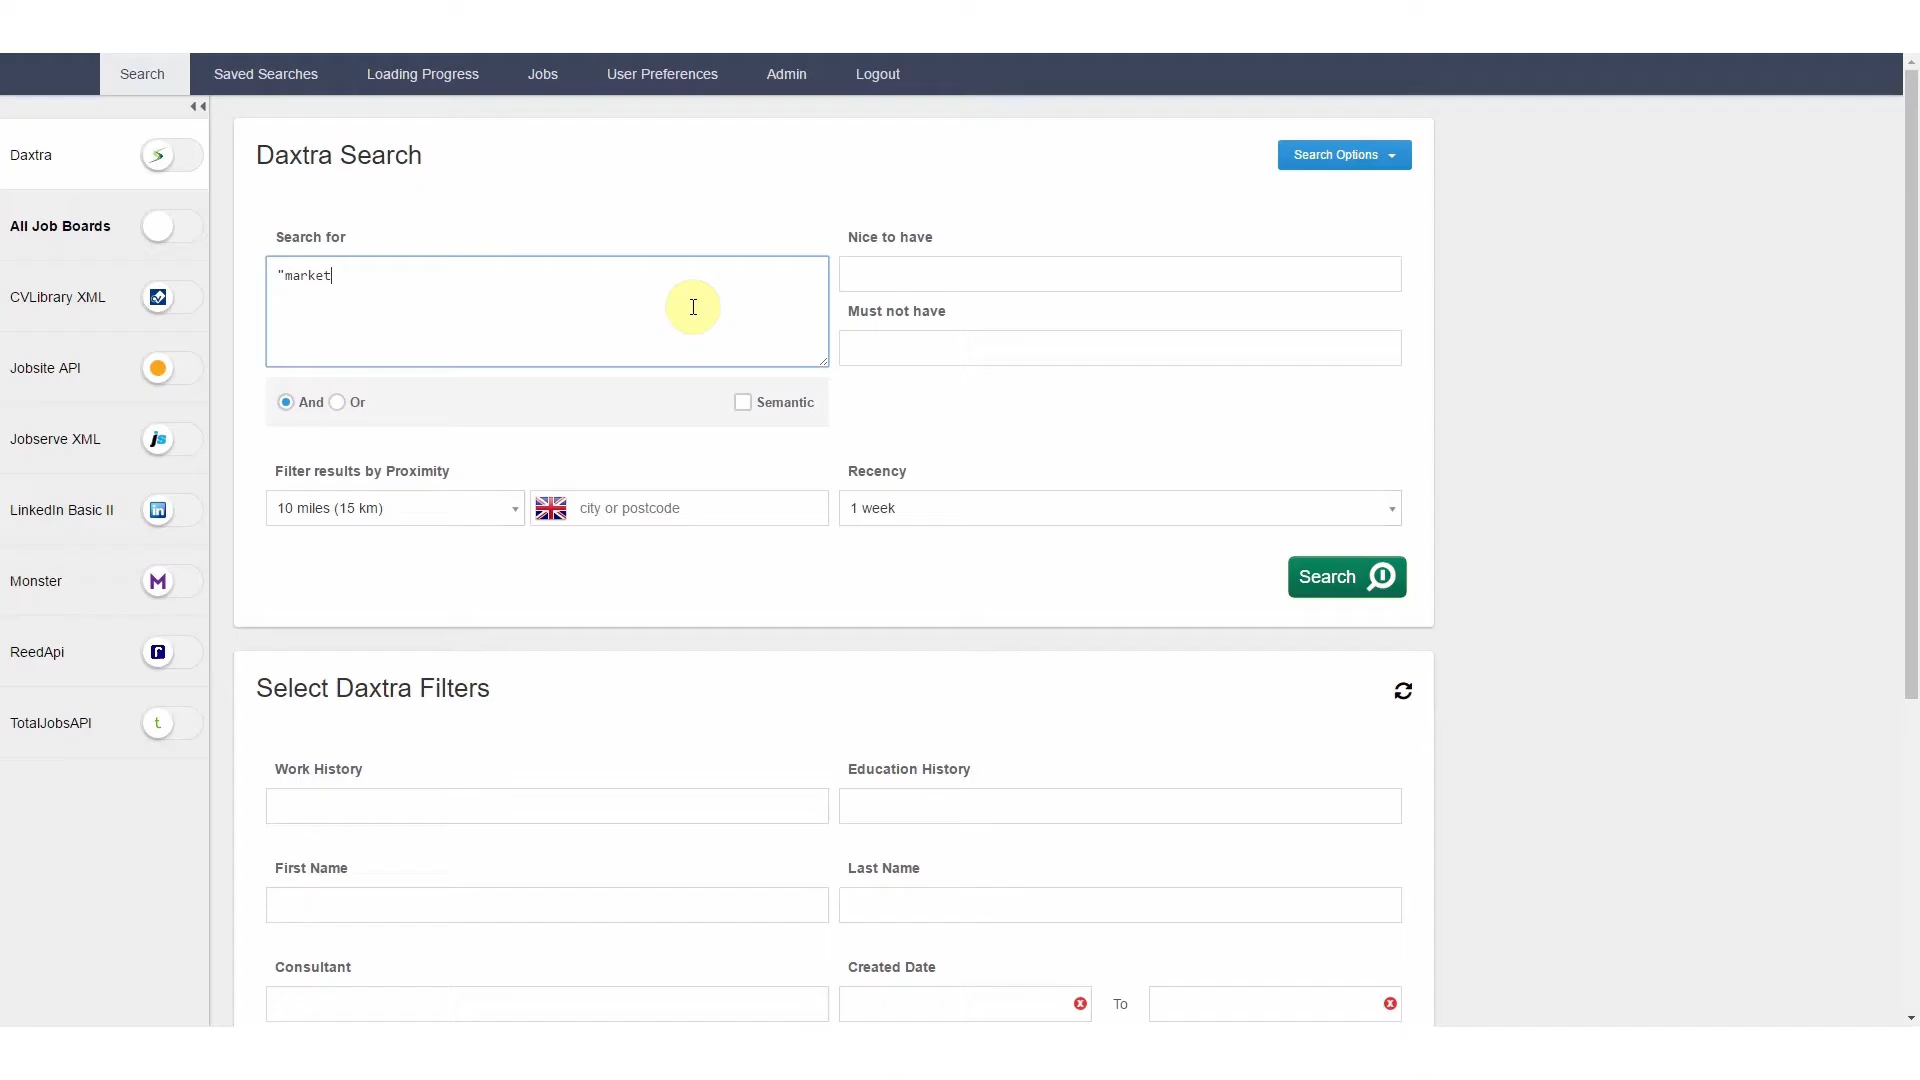 Search Saved Searches Loading Progress Jobs User Preferences Admin Logout
Daxtra
All Job Boards
CVLibrary XML
Jobsite API
Jobserve XML
js
LinkedIn Basic II
in
Monster
M
ReedApi
r
TotalJobsAPI
t
Daxtra Search
Search Options
Search for
"market
Nice to have
Must not have
And Or Semantic
Filter results by Proximity
10 miles (15 km)
city or postcode
Recency
1 week
Search
Select Daxtra Filters
Work History
Education History
First Name
Last Name
Consultant
Created Date
To